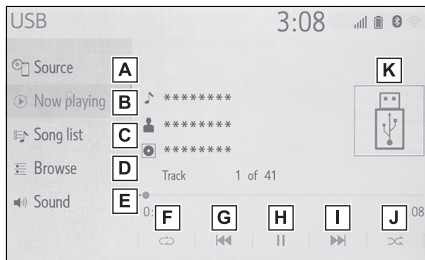 USB 3:08
Source A K
Now playing B ********
Song list C ********
Browse D ********
Track 1 of 41
Sound E
0: 08
F G H I J